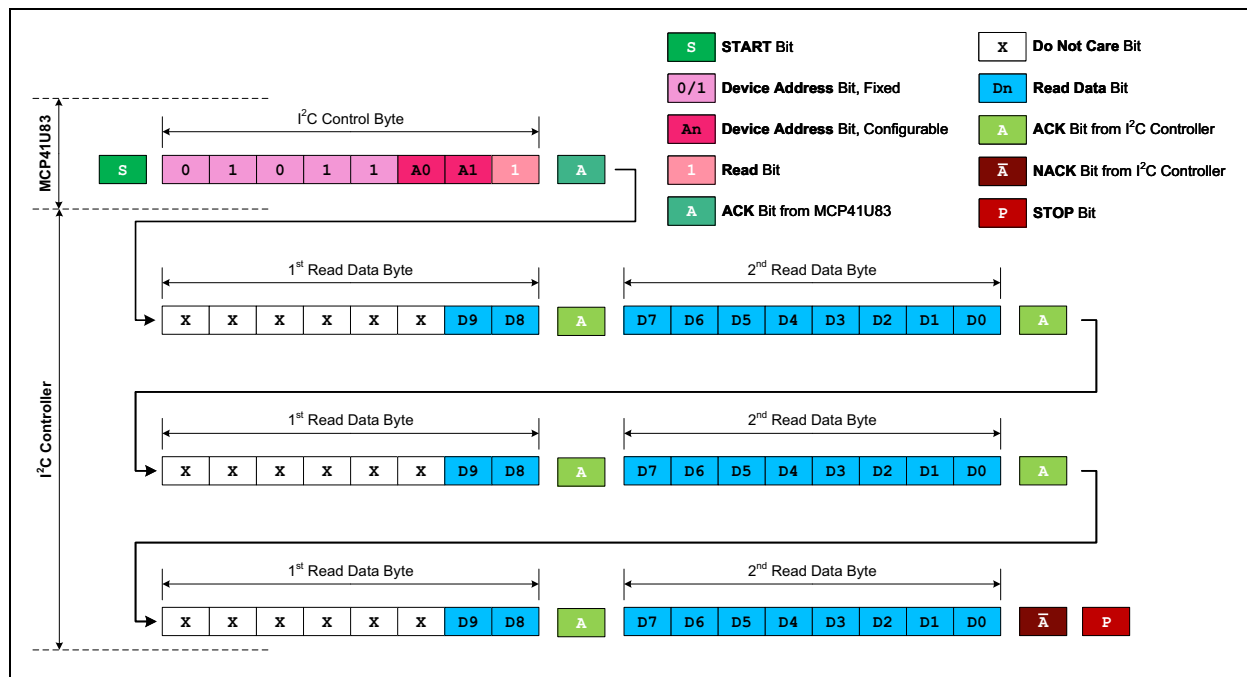 S START Bit
X Do Not Care Bit
0/1 Device Address Bit, Fixed
Dn Read Data Bit
An Device Address Bit, Configurable
A ACK Bit from I²C Controller
1 Read Bit
A̅ NACK Bit from I²C Controller
A ACK Bit from MCP41U83
P STOP Bit
MCP41U83
I²C Control Byte
S 0 1 0 1 1 A0 A1 1 A
I²C Controller
1st Read Data Byte 2nd Read Data Byte
X X X X X X D9 D8 A D7 D6 D5 D4 D3 D2 D1 D0 A
1st Read Data Byte 2nd Read Data Byte
X X X X X X D9 D8 A D7 D6 D5 D4 D3 D2 D1 D0 A
1st Read Data Byte 2nd Read Data Byte
X X X X X X D9 D8 A D7 D6 D5 D4 D3 D2 D1 D0 A̅ P